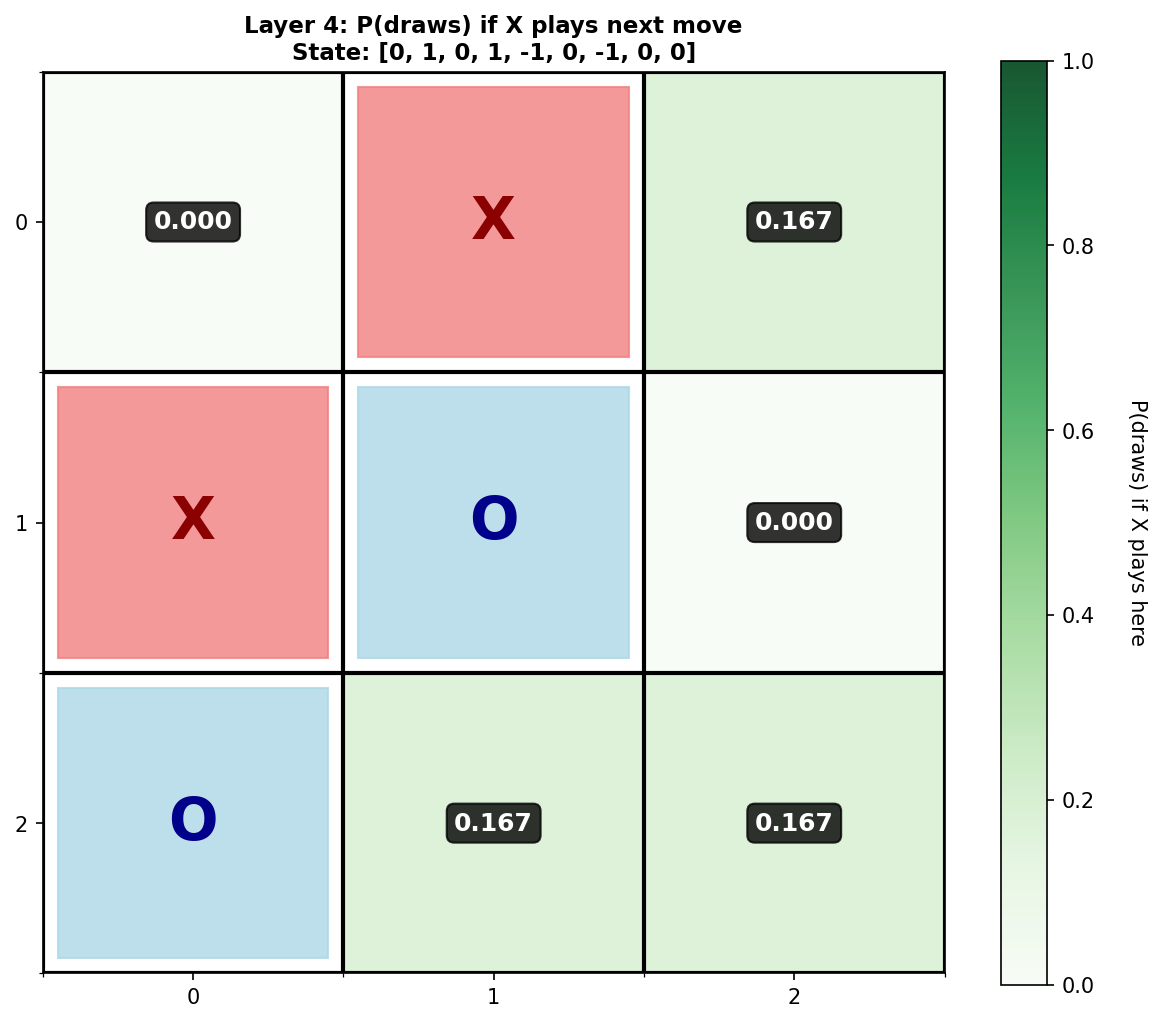 Layer 4: P(draws) if X plays next move
State: [0, 1, 0, 1, -1, 0, -1, 0, 0]
0.000
X
0.167
X
O
0.000
O
0.167
0.167
0
1
2
0
1
2
1.0
0.8
0.6
0.4
0.2
0.0
P(draws) if X plays here